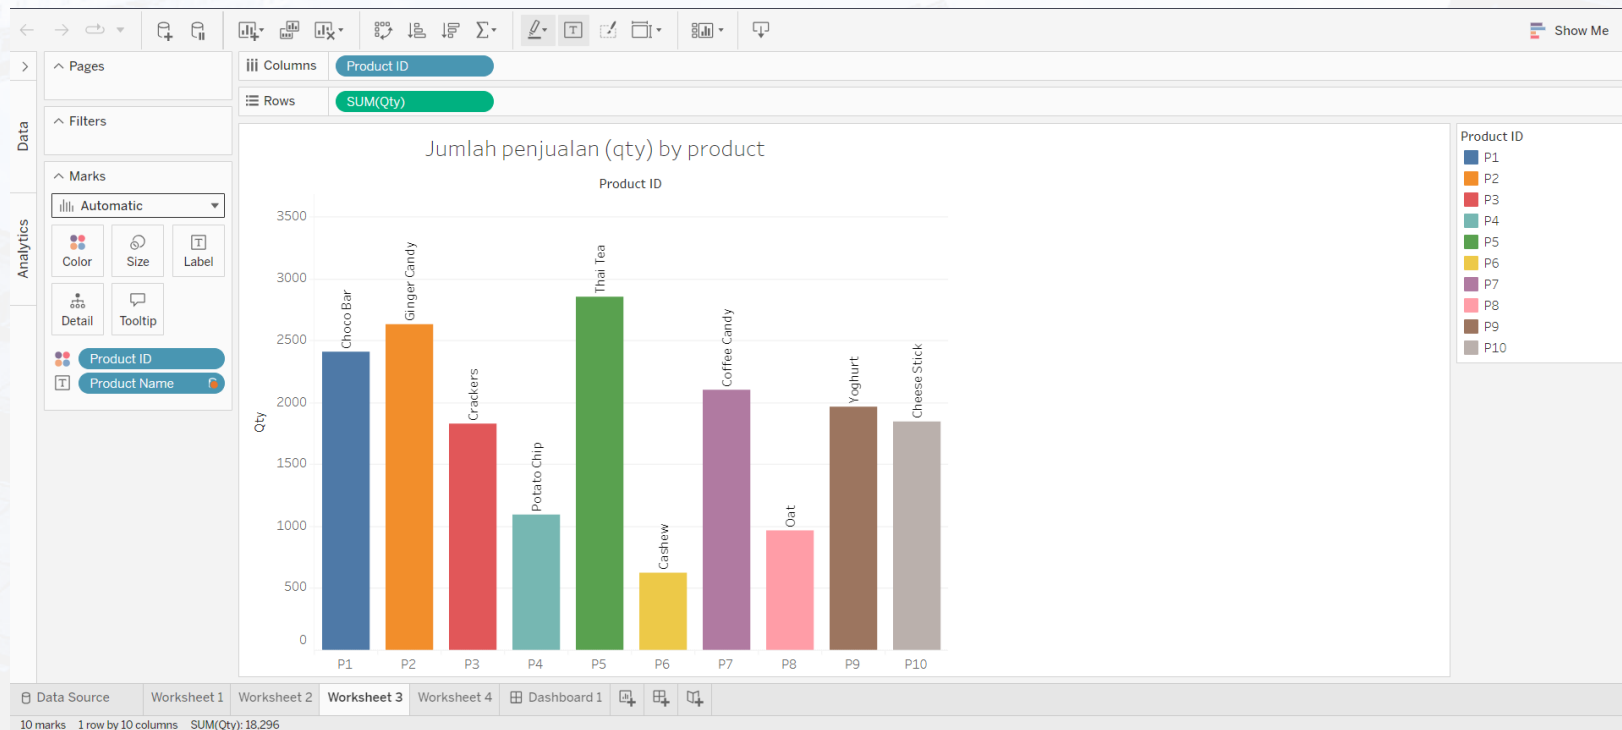 Show Me
Pages
Columns
Product ID
Rows
SUM(Qty)
Filters
Data
Analytics
Marks
Automatic
Color
Size
Label
Detail
Tooltip
Product ID
Product Name
Jumlah penjualan (qty) by product
Product ID
Qty
3500
3000
2500
2000
1500
1000
500
0
Choco Bar
Ginger Candy
Crackers
Potato Chip
Thai Tea
Cashew
Coffee Candy
Oat
Yoghurt
Cheese Stick
P1
P2
P3
P4
P5
P6
P7
P8
P9
P10
Product ID
P1
P2
P3
P4
P5
P6
P7
P8
P9
P10
Data Source
Worksheet 1
Worksheet 2
Worksheet 3
Worksheet 4
Dashboard 1
10 marks 1 row by 10 columns SUM(Qty): 18,296